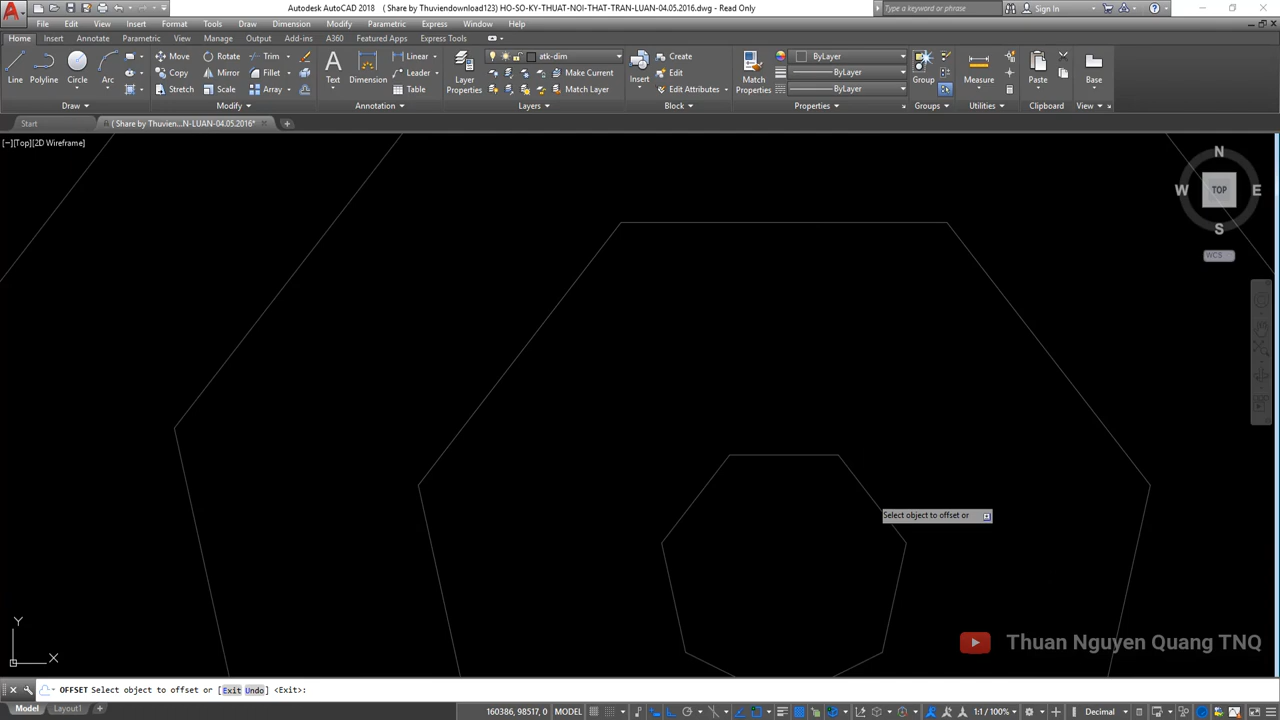 Autodesk AutoCAD 2018 ( Share by Thuviendownload123) HO-SO-KY-THUAT-NOI-THAT-TRAN-LUAN-04.05.2016.dwg - Read Only
Type a keyword or phrase
Sign In
File Edit View Insert Format Tools Draw Dimension Modify Parametric Express Window Help
Home Insert Annotate Parametric View Manage Output Add-ins A360 Featured Apps Express Tools
Line Polyline Circle Arc
Move Rotate Trim
Copy Mirror Fillet
Stretch Scale Array
Text Dimension
Linear
Leader
Table
Layer Properties
atk-dim
Make Current
Match Layer
Insert
Create
Edit
Edit Attributes
Match Properties
ByLayer
ByLayer
ByLayer
Group
Measure
Paste
Base
Draw Modify Annotation Layers Block Properties Groups Utilities Clipboard View
Start
( Share by Thuvien...N-LUAN-04.05.2016*
[−][Top][2D Wireframe]
N
W TOP E
S
WCS
Select object to offset or
Thuan Nguyen Quang TNQ
Y
X
OFFSET Select object to offset or [Exit Undo] <Exit>:
Model Layout1 +
160386, 98517, 0 MODEL
1:1 / 100%
Decimal